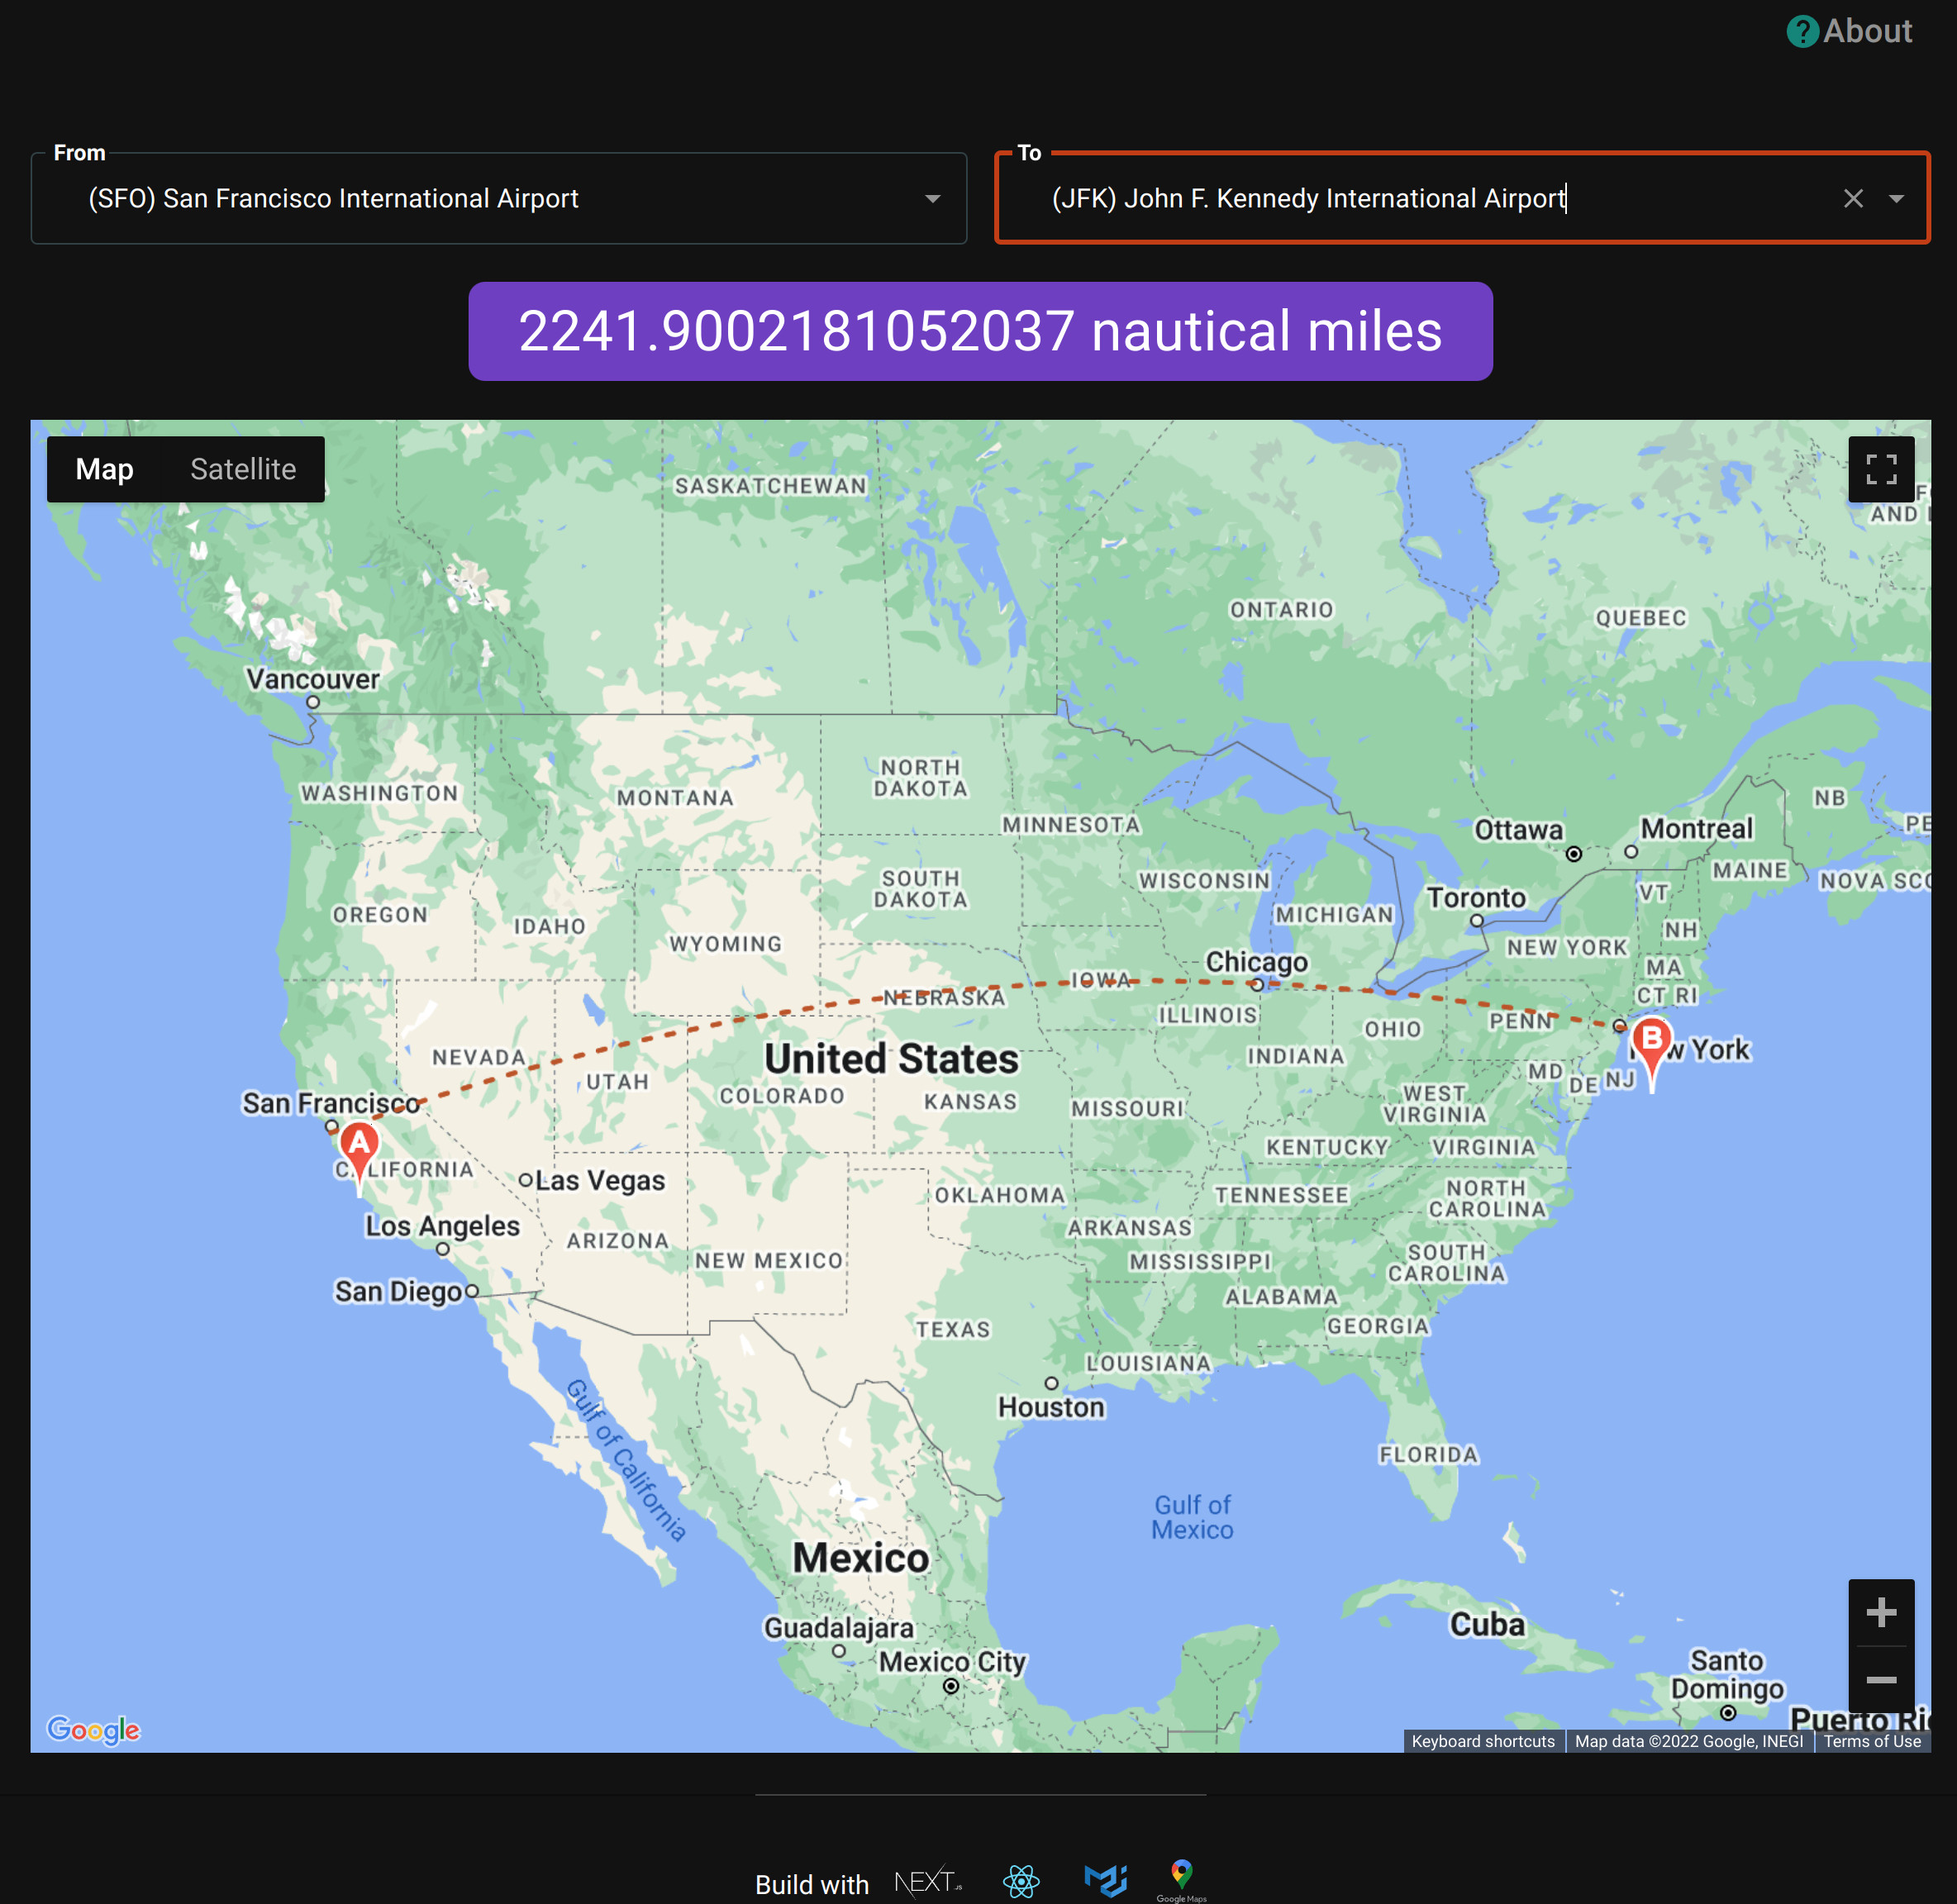 About
From
(SFO) San Francisco International Airport
To
(JFK) John F. Kennedy International Airport
2241.9002181052037 nautical miles
Map
Satellite
SASKATCHEWAN
AND
ONTARIO
QUEBEC
Vancouver
WASHINGTON
MONTANA
NORTH
DAKOTA
MINNESOTA
NB
PE
Ottawa
Montreal
SOUTH
DAKOTA
WISCONSIN
MICHIGAN
Toronto
VT
MAINE
NOVA SCO
OREGON
IDAHO
WYOMING
NEW YORK
NH
MA
CT RI
Chicago
IOWA
NEBRASKA
ILLINOIS
OHIO
PENN
NEVADA
UTAH
United States
COLORADO
KANSAS
INDIANA
B
w York
MD
DE
NJ
San Francisco
A
CALIFORNIA
MISSOURI
WEST
VIRGINIA
KENTUCKY
VIRGINIA
Las Vegas
OKLAHOMA
TENNESSEE
NORTH
CAROLINA
Los Angeles
ARIZONA
NEW MEXICO
ARKANSAS
MISSISSIPPI
SOUTH
CAROLINA
San Diego
ALABAMA
TEXAS
GEORGIA
LOUISIANA
Houston
Gulf of California
FLORIDA
Gulf of
Mexico
Mexico
Guadalajara
Mexico City
Cuba
Santo
Domingo
Puerto Ri
Google
Keyboard shortcuts
Map data ©2022 Google, INEGI
Terms of Use
Build with
NEXT.JS
Google Maps